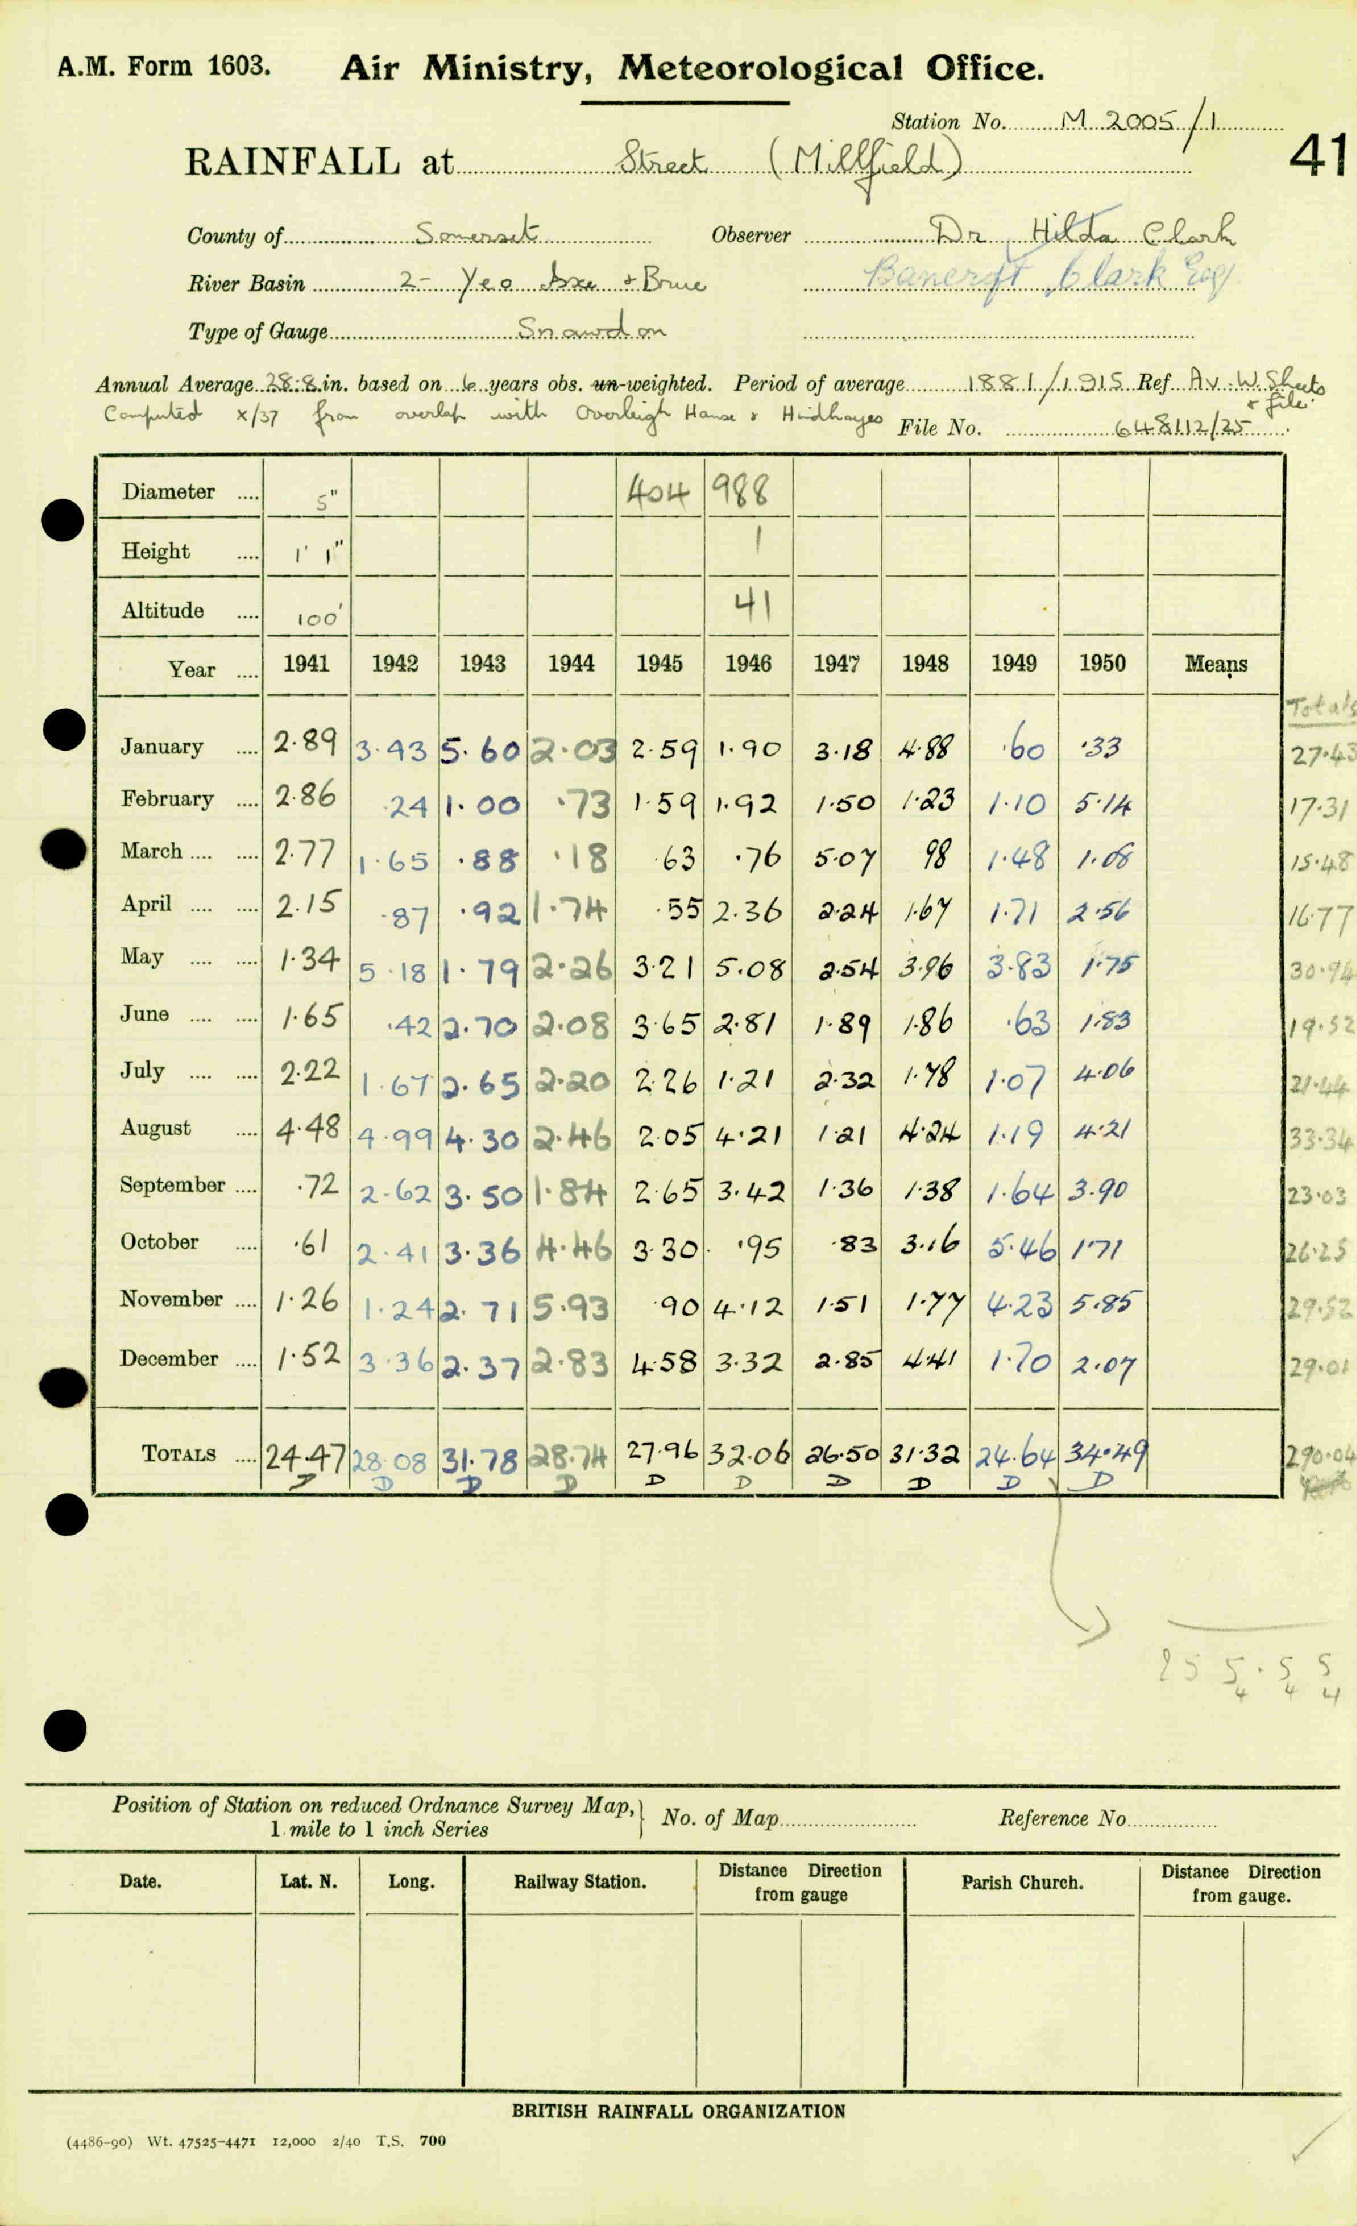 A.M. Form 1603. Air Ministry, Meteorological Office.
Station No. M 2005/1
41
RAINFALL at Street (Millfield)
County of Somerset Observer Dr Hilda Clark
River Basin 2- Yeo Axe + Brue Bancroft Clark Esq
Type of Gauge Snowdon
Annual Average 28.8 in. based on 6 years obs. un-weighted. Period of average 1881/1915 Ref Av. W. Sheets + file.
Computed x/37 from overlap with Overleigh House & Hindhayes File No. 648112/25
Diameter .... 5" 404 988
Height .... 1' 1" 1
Altitude .... 100' 41
Year .... 1941 1942 1943 1944 1945 1946 1947 1948 1949 1950 Means
Totals
January .... 2.89 3.43 5.60 2.03 2.59 1.90 3.18 4.88 .60 .33 27.43
February .... 2.86 .24 1.00 .73 1.59 1.92 1.50 1.23 1.10 5.14 17.31
March .... .... 2.77 1.65 .88 .18 .63 .76 5.07 98 1.48 1.08 15.48
April .... .... 2.15 .87 .92 1.74 .55 2.36 2.24 1.67 1.71 2.56 16.77
May .... .... 1.34 5.18 1.79 2.26 3.21 5.08 2.54 3.96 3.83 1.75 30.94
June .... .... 1.65 .42 2.70 2.08 3.65 2.81 1.89 1.86 .63 1.83 19.52
July .... .... 2.22 1.67 2.65 2.20 2.26 1.21 2.32 1.78 1.07 4.06 21.44
August .... 4.48 4.99 4.30 2.46 2.05 4.21 1.21 4.24 1.19 4.21 33.34
September .... .72 2.62 3.50 1.84 2.65 3.42 1.36 1.38 1.64 3.90 23.03
October .... .61 2.41 3.36 4.46 3.30 .95 .83 3.16 5.46 1.71 26.25
November .... 1.26 1.24 2.71 5.93 .90 4.12 1.51 1.77 4.23 5.85 29.52
December .... 1.52 3.36 2.37 2.83 4.58 3.32 2.85 4.41 1.70 2.07 29.01
TOTALS .... 24.47 28.08 31.78 28.74 27.96 32.06 26.50 31.32 24.64 34.49 290.04
D D D D D D D D D D
25 5.5 5
4 4 4
Position of Station on reduced Ordnance Survey Map, No. of Map Reference No
1 mile to 1 inch Series
Date. Lat. N. Long. Railway Station. Distance Direction from gauge Parish Church. Distance Direction from gauge.
BRITISH RAINFALL ORGANIZATION
(4486-90) Wt. 47525-4471 12,000 2/40 T.S. 700